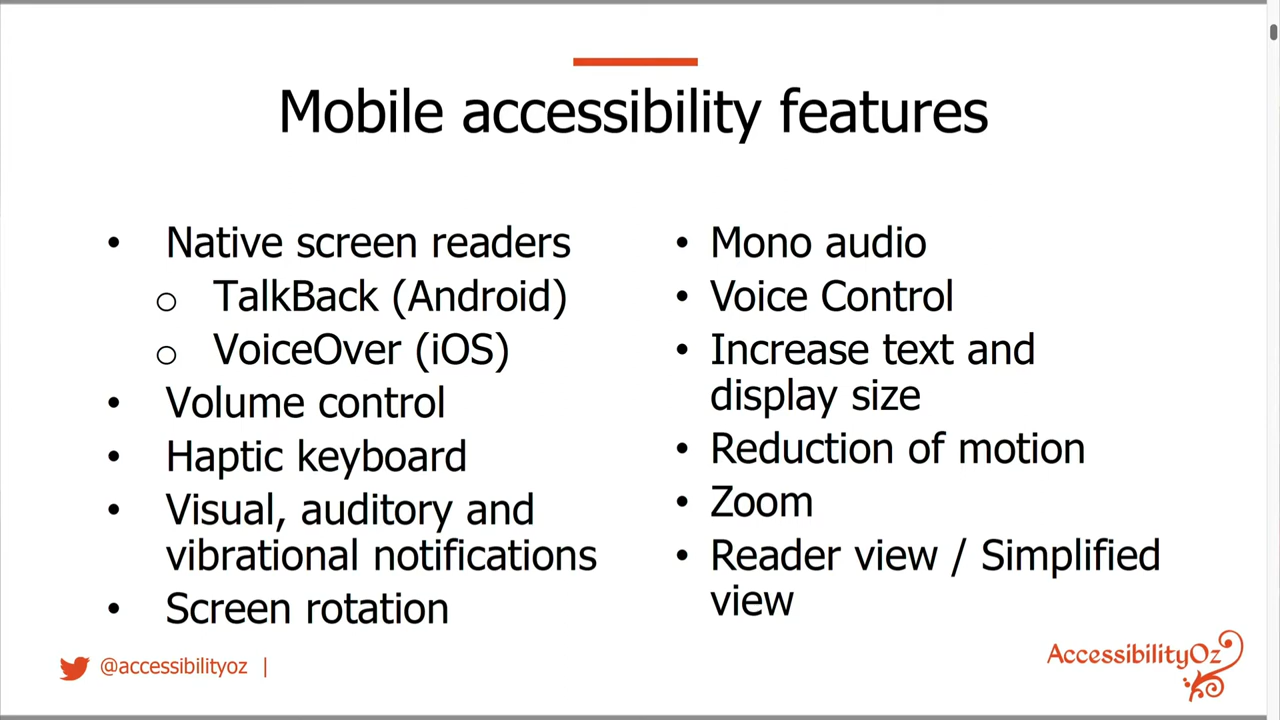 Mobile accessibility features
• Native screen readers
o TalkBack (Android)
o VoiceOver (iOS)
• Volume control
• Haptic keyboard
• Visual, auditory and
vibrational notifications
• Screen rotation
• Mono audio
• Voice Control
• Increase text and
display size
• Reduction of motion
• Zoom
• Reader view / Simplified
view
@accessibilityoz |
AccessibilityOz